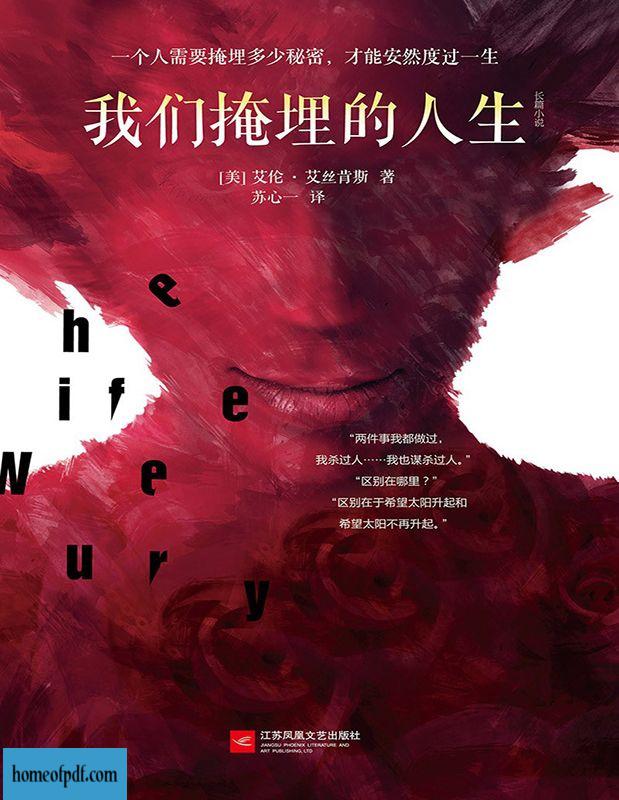 一个人需要掩埋多少秘密，才能安然度过一生
我们掩埋的人生
长篇小说
[美] 艾伦·艾丝肯斯 著
苏心一 译
e
h
i f e
W e
u r y
“两件事我都做过，
我杀过人……我也谋杀过人。”
“区别在哪里？”
“区别在于希望太阳升起和
希望太阳不再升起。”
江苏凤凰文艺出版社
JIANGSU PHOENIX LITERATURE AND
ART PUBLISHING, LTD
homeofpdf.com